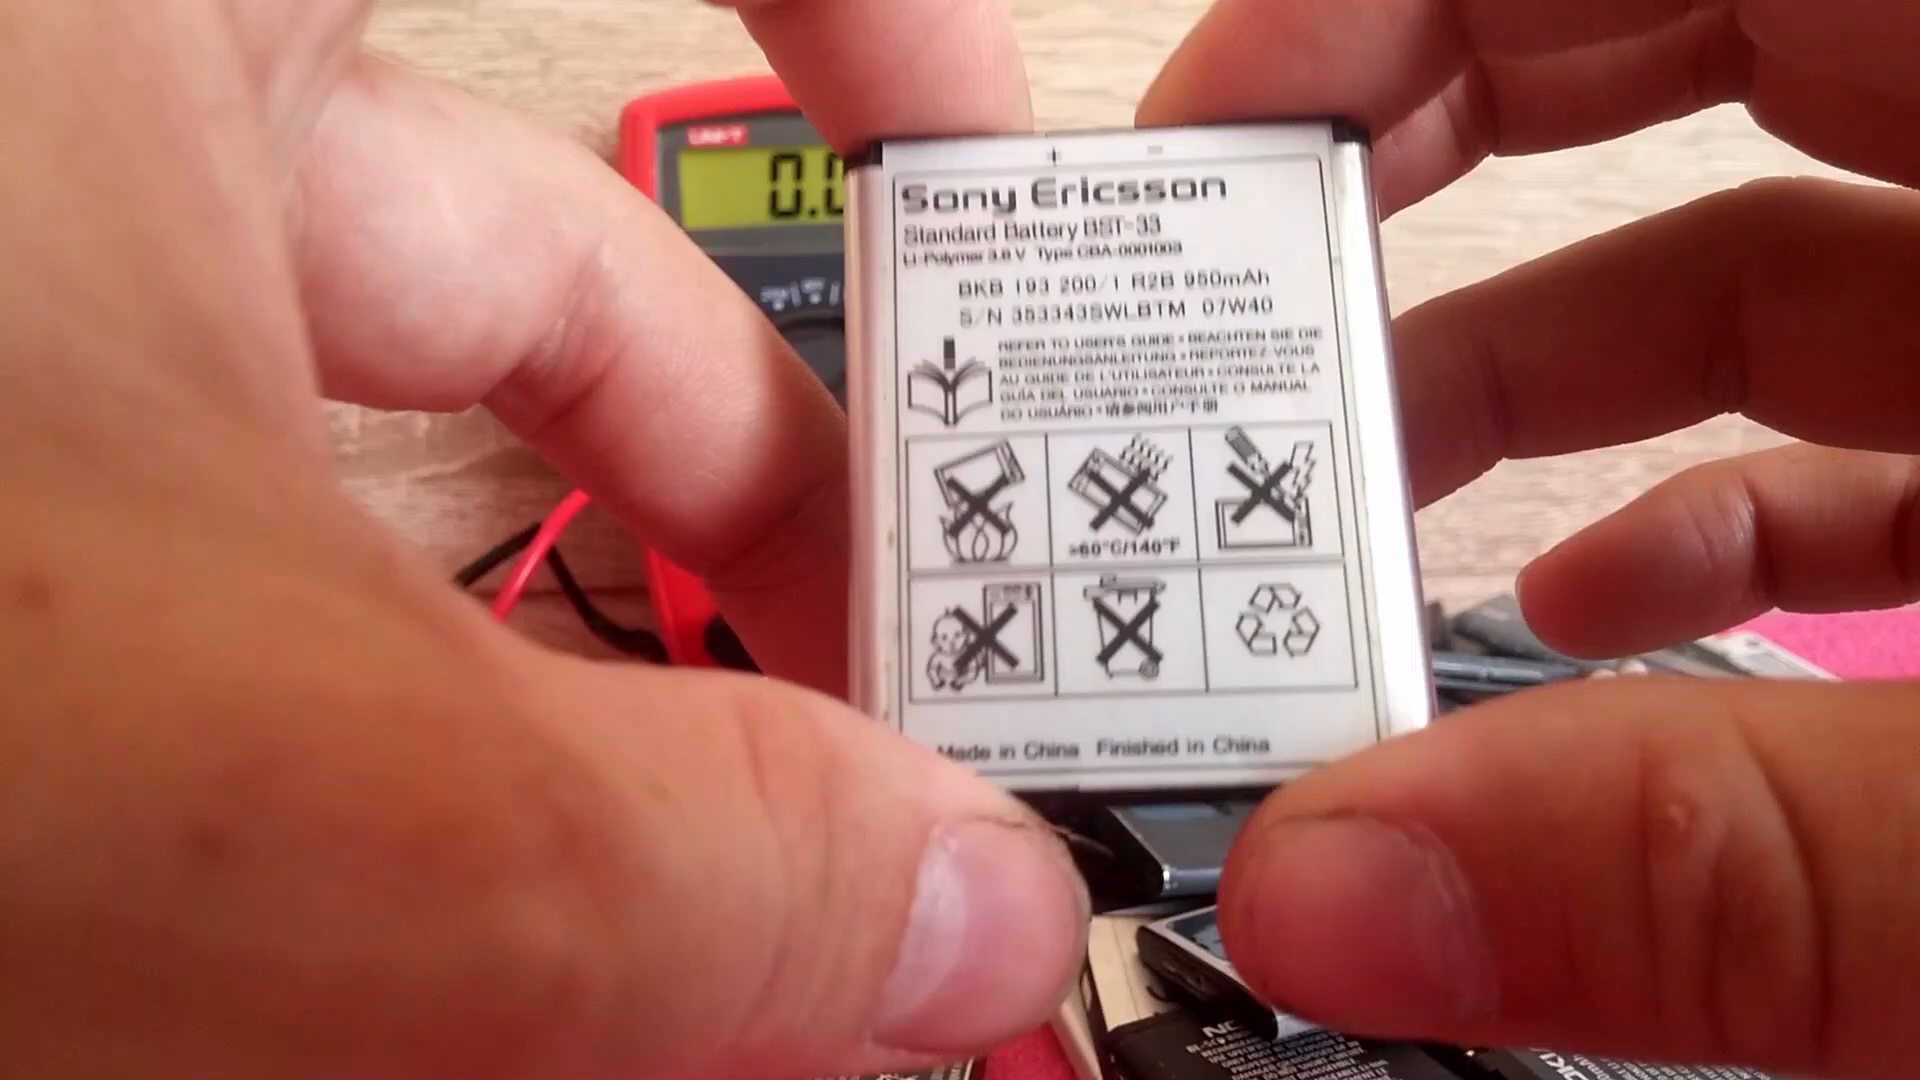 UNI-T
0.0
+ -
Sony Ericsson
Standard Battery BST-33
Li-Polymer 3.6 V Type CBA-0001003
BKB 193 200/1 R2B 950mAh
S/N 353343SWLBTM 07W40
REFER TO USER'S GUIDE • BEACHTEN SIE DIE
BEDIENUNGSANLEITUNG • REPORTEZ VOUS
AU GUIDE DE L'UTILISATEUR • CONSULTE LA
GUÍA DEL USUARIO • CONSULTE O MANUAL
DO USUÁRIO • 请参阅用户手册
>60°C/140°F
Made in China Finished in China